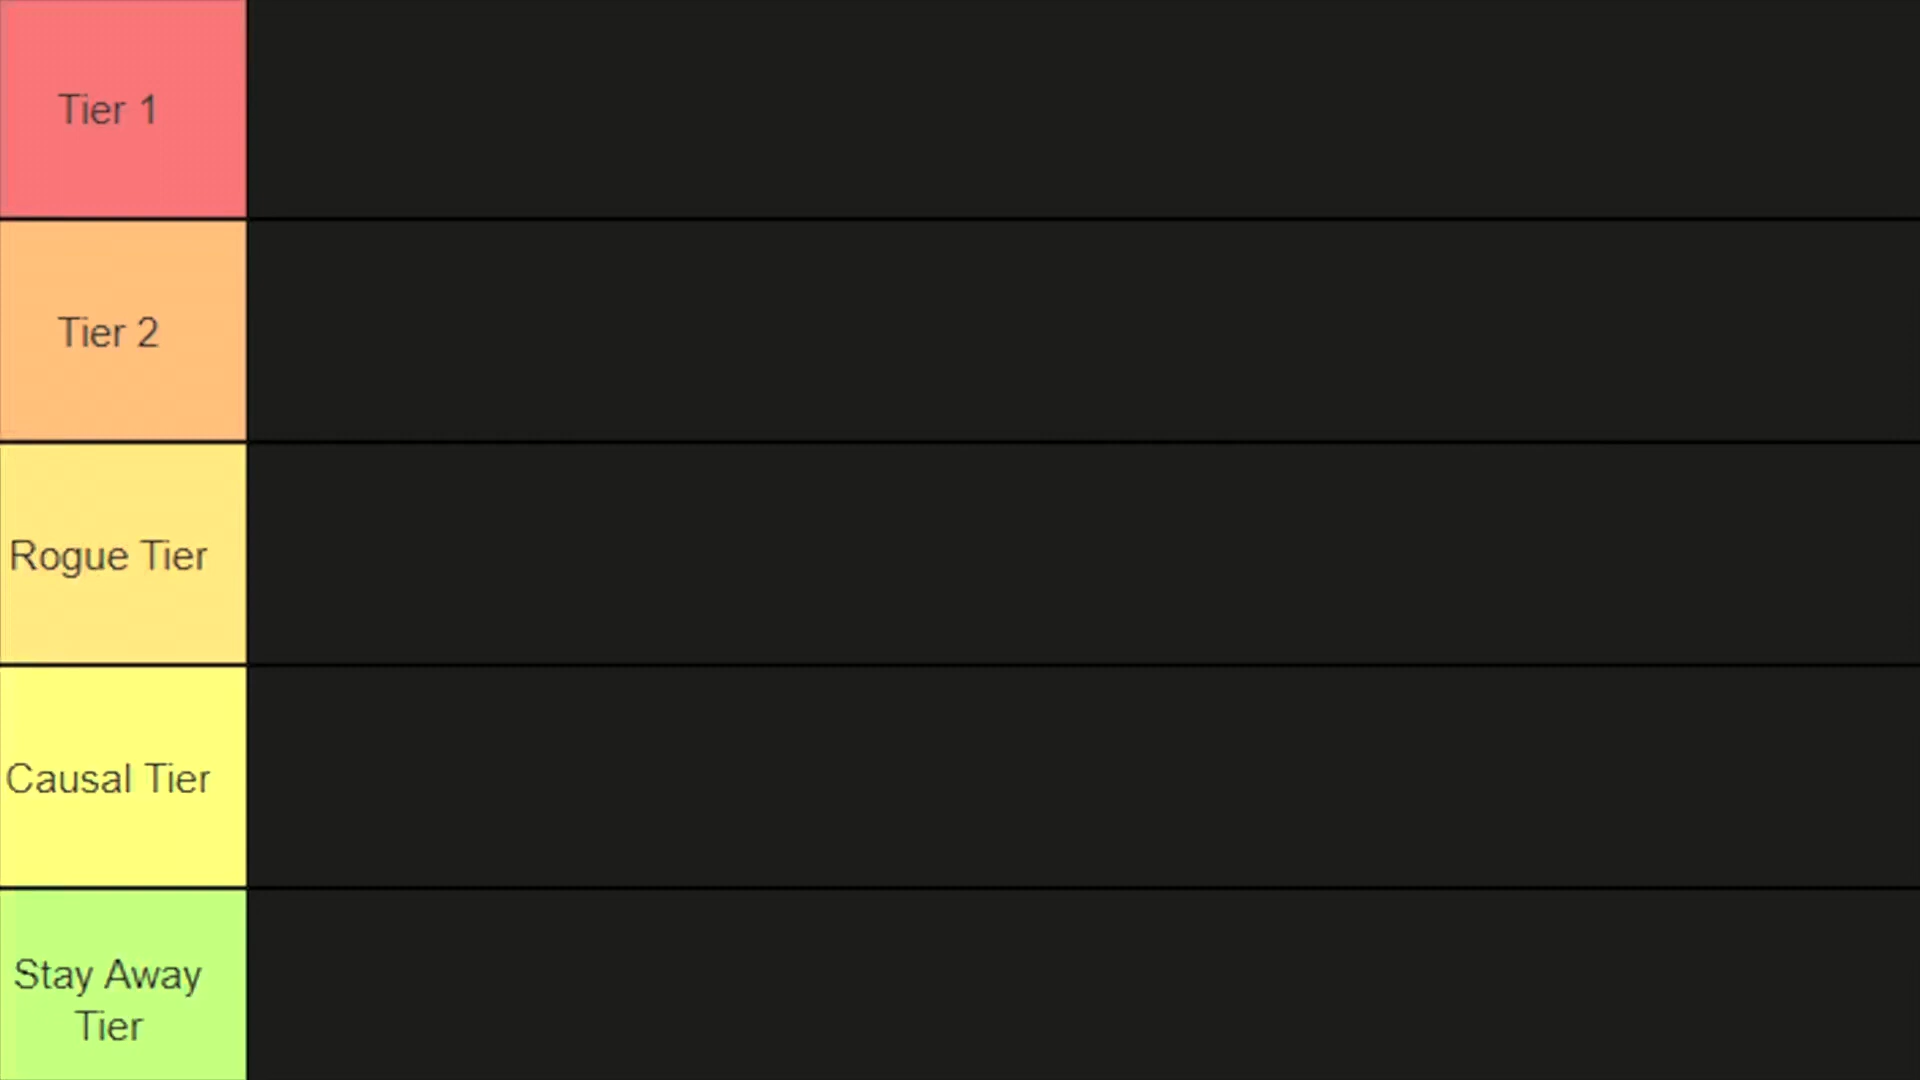 Tier 1
Tier 2
Rogue Tier
Causal Tier
Stay Away
Tier